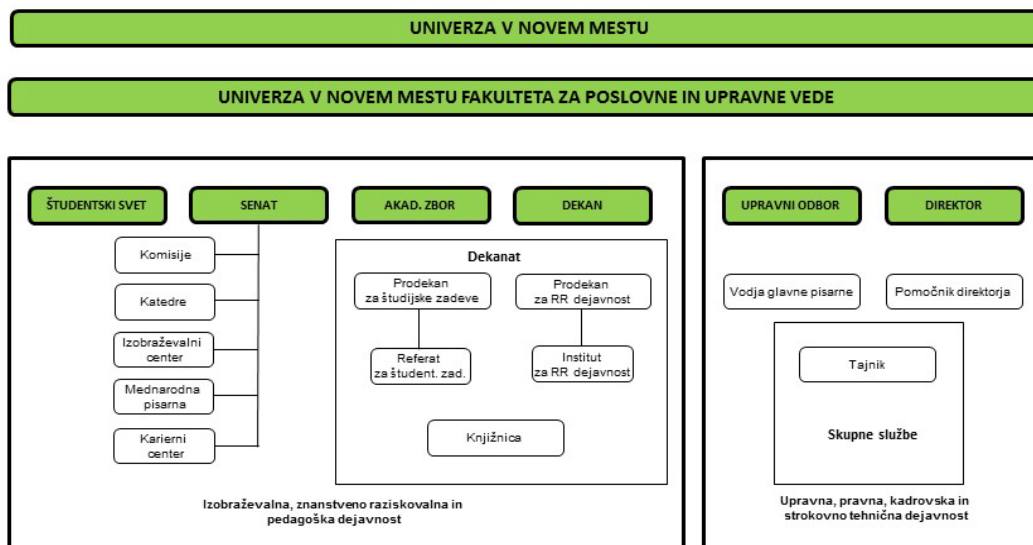 UNIVERZA V NOVEM MESTU
UNIVERZA V NOVEM MESTU FAKULTETA ZA POSLOVNE IN UPRAVNE VEDE
ŠTUDENTSKI SVET
SENAT
AKAD. ZBOR
DEKAN
Komisije
Katedre
Izobraževalni
center
Mednarodna
pisarna
Karierni
center
Dekanat
Prodekan
za študijske zadeve
Prodekan
za RR dejavnost
Referat
za študent. zad.
Institut
za RR dejavnost
Knjižnica
Izobraževalna, znanstveno raziskovalna in
pedagoška dejavnost
UPRAVNI ODBOR
DIREKTOR
Vodja glavne pisarne
Pomočnik direktorja
Tajnik
Skupne službe
Upravna, pravna, kadrovska in
strokovno tehnična dejavnost